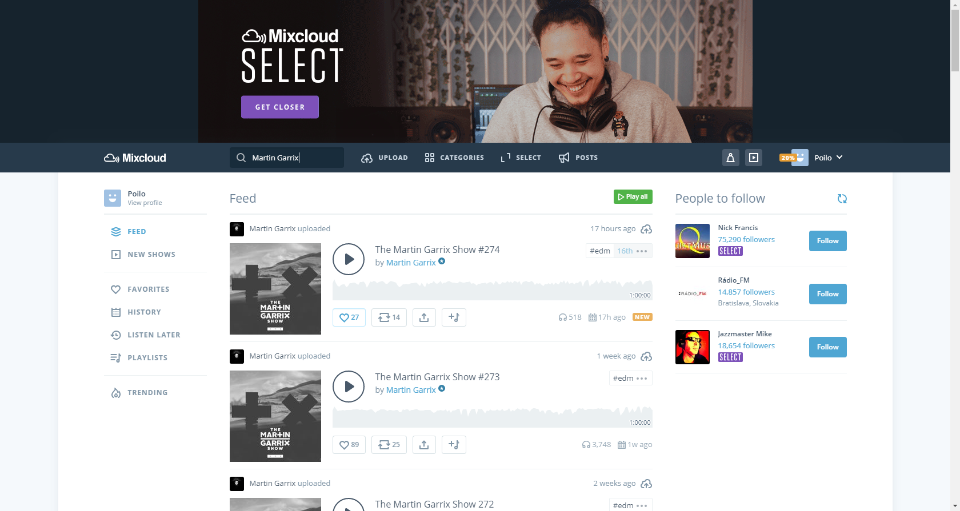 Mixcloud
SELECT
GET CLOSER
Mixcloud
Martin Garrix
UPLOAD
CATEGORIES
SELECT
POSTS
20%
Poilo
Poilo
View profile
FEED
NEW SHOWS
FAVORITES
HISTORY
LISTEN LATER
PLAYLISTS
TRENDING
Feed
Play all
Martin Garrix uploaded
17 hours ago
The Martin Garrix Show #274
by Martin Garrix
#edm
16th
THE
MARTIN
GARRIX
SHOW
1:00:00
27
14
518
17h ago
NEW
Martin Garrix uploaded
1 week ago
The Martin Garrix Show #273
by Martin Garrix
#edm
THE
MARTIN
GARRIX
SHOW
1:00:00
89
25
3,748
1w ago
Martin Garrix uploaded
2 weeks ago
The Martin Garrix Show 272
#edm
People to follow
Nick Francis
75,290 followers
SELECT
Follow
RADIO_FM
Rádio_FM
14,857 followers
Bratislava, Slovakia
Follow
Jazzmaster Mike
18,654 followers
SELECT
Follow